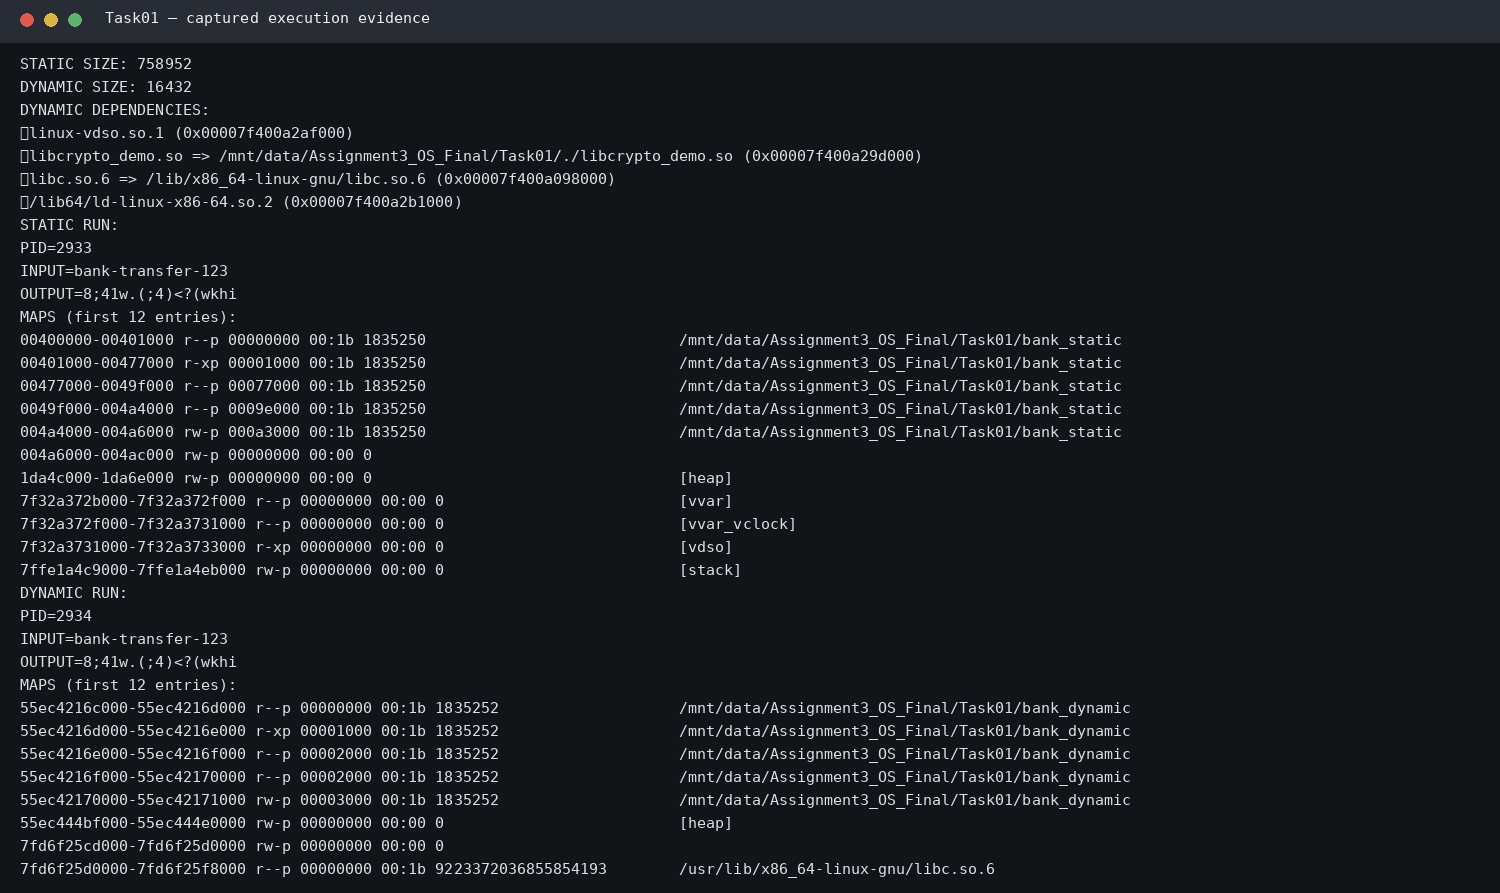 Task01 — captured execution evidence
STATIC SIZE: 758952
DYNAMIC SIZE: 16432
DYNAMIC DEPENDENCIES:
linux-vdso.so.1 (0x00007f400a2af000)
libcrypto_demo.so => /mnt/data/Assignment3_OS_Final/Task01/./libcrypto_demo.so (0x00007f400a29d000)
libc.so.6 => /lib/x86_64-linux-gnu/libc.so.6 (0x00007f400a098000)
/lib64/ld-linux-x86-64.so.2 (0x00007f400a2b1000)
STATIC RUN:
PID=2933
INPUT=bank-transfer-123
OUTPUT=8;41w.(;4)<?(wkhi
MAPS (first 12 entries):
00400000-00401000 r--p 00000000 00:1b 1835250 /mnt/data/Assignment3_OS_Final/Task01/bank_static
00401000-00477000 r-xp 00001000 00:1b 1835250 /mnt/data/Assignment3_OS_Final/Task01/bank_static
00477000-0049f000 r--p 00077000 00:1b 1835250 /mnt/data/Assignment3_OS_Final/Task01/bank_static
0049f000-004a4000 r--p 0009e000 00:1b 1835250 /mnt/data/Assignment3_OS_Final/Task01/bank_static
004a4000-004a6000 rw-p 000a3000 00:1b 1835250 /mnt/data/Assignment3_OS_Final/Task01/bank_static
004a6000-004ac000 rw-p 00000000 00:00 0
1da4c000-1da6e000 rw-p 00000000 00:00 0 [heap]
7f32a372b000-7f32a372f000 r--p 00000000 00:00 0 [vvar]
7f32a372f000-7f32a3731000 r--p 00000000 00:00 0 [vvar_vclock]
7f32a3731000-7f32a3733000 r-xp 00000000 00:00 0 [vdso]
7ffe1a4c9000-7ffe1a4eb000 rw-p 00000000 00:00 0 [stack]
DYNAMIC RUN:
PID=2934
INPUT=bank-transfer-123
OUTPUT=8;41w.(;4)<?(wkhi
MAPS (first 12 entries):
55ec4216c000-55ec4216d000 r--p 00000000 00:1b 1835252 /mnt/data/Assignment3_OS_Final/Task01/bank_dynamic
55ec4216d000-55ec4216e000 r-xp 00001000 00:1b 1835252 /mnt/data/Assignment3_OS_Final/Task01/bank_dynamic
55ec4216e000-55ec4216f000 r--p 00002000 00:1b 1835252 /mnt/data/Assignment3_OS_Final/Task01/bank_dynamic
55ec4216f000-55ec42170000 r--p 00002000 00:1b 1835252 /mnt/data/Assignment3_OS_Final/Task01/bank_dynamic
55ec42170000-55ec42171000 rw-p 00003000 00:1b 1835252 /mnt/data/Assignment3_OS_Final/Task01/bank_dynamic
55ec444bf000-55ec444e0000 rw-p 00000000 00:00 0 [heap]
7fd6f25cd000-7fd6f25d0000 rw-p 00000000 00:00 0
7fd6f25d0000-7fd6f25f8000 r--p 00000000 00:1b 9223372036855854193 /usr/lib/x86_64-linux-gnu/libc.so.6